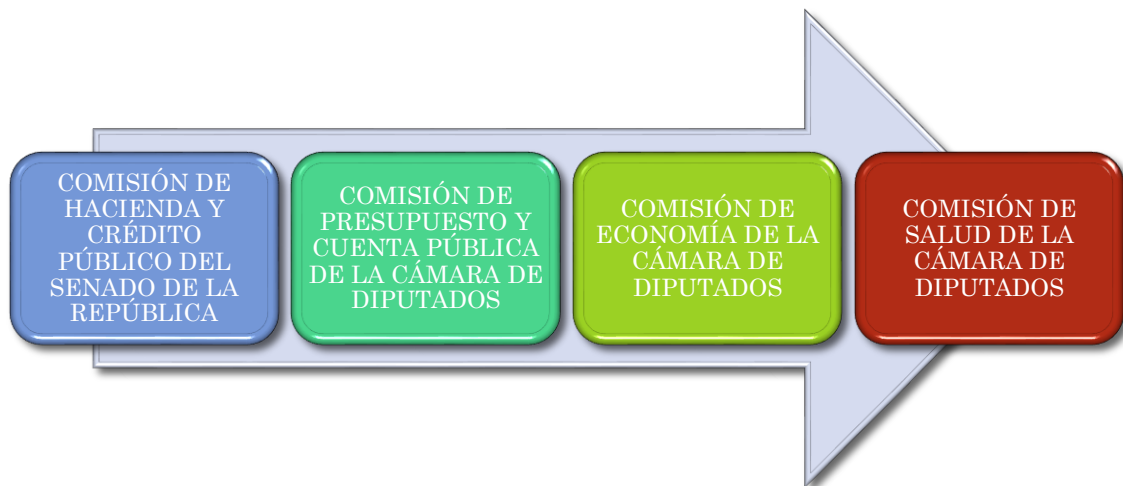 COMISIÓN DE
HACIENDA Y
CRÉDITO
PÚBLICO DEL
SENADO DE LA
REPÚBLICA
COMISIÓN DE
PRESUPUESTO Y
CUENTA PÚBLICA
DE LA CÁMARA DE
DIPUTADOS
COMISIÓN DE
ECONOMÍA DE LA
CÁMARA DE
DIPUTADOS
COMISIÓN DE
SALUD DE LA
CÁMARA DE
DIPUTADOS